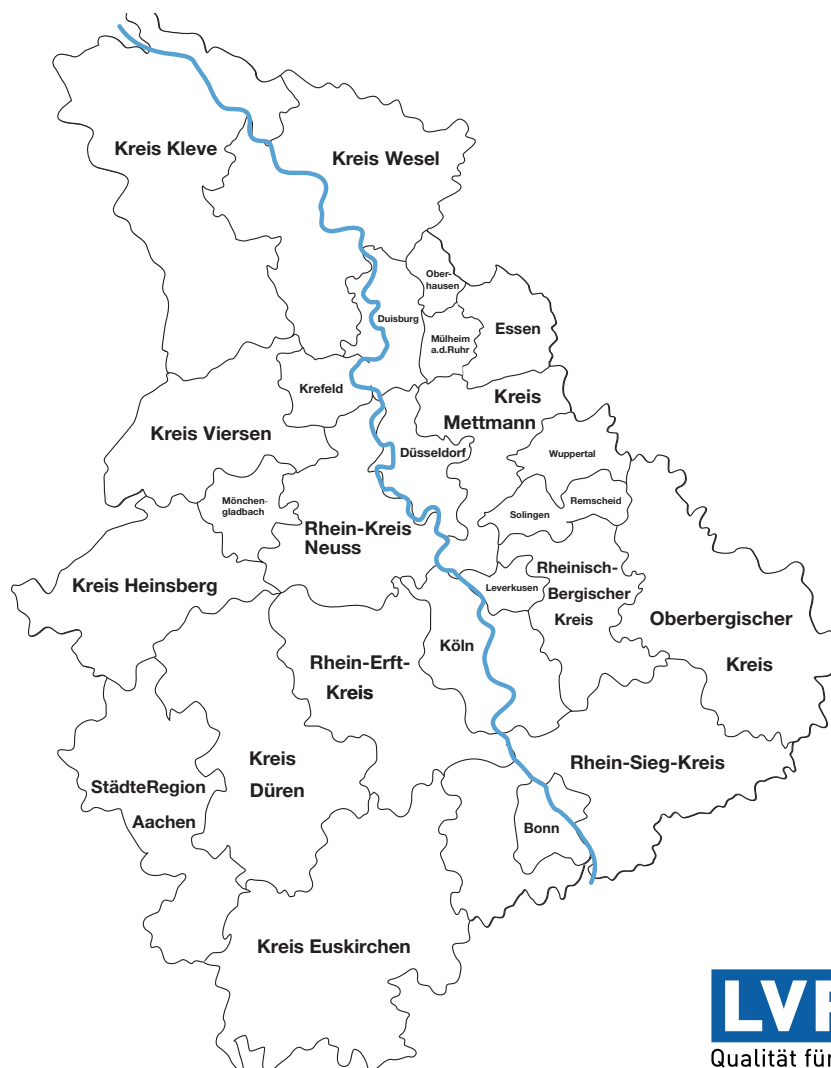 Kreis Kleve
Kreis Wesel
Ober-
hausen
Duisburg
Mülheim
a.d.Ruhr
Essen
Krefeld
Kreis
Mettmann
Kreis Viersen
Düsseldorf
Wuppertal
Mönchen-
gladbach
Remscheid
Solingen
Rhein-Kreis
Neuss
Kreis Heinsberg
Leverkusen
Rheinisch-
Bergischer
Kreis
Oberbergischer
Kreis
Köln
Rhein-Erft-
Kreis
Kreis
Düren
StädteRegion
Aachen
Rhein-Sieg-Kreis
Bonn
Kreis Euskirchen
LV
Qualität für